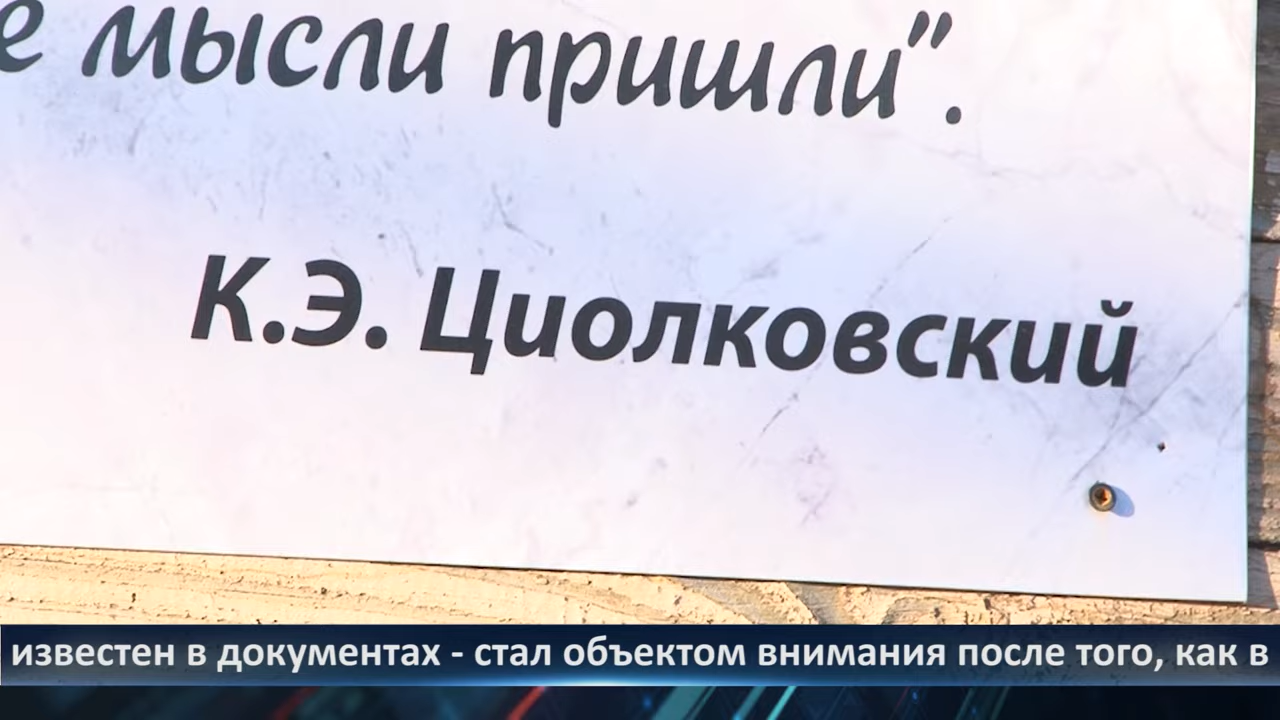 е мысли пришли".
К.Э. Циолковский
известен в документах - стал объектом внимания после того, как в